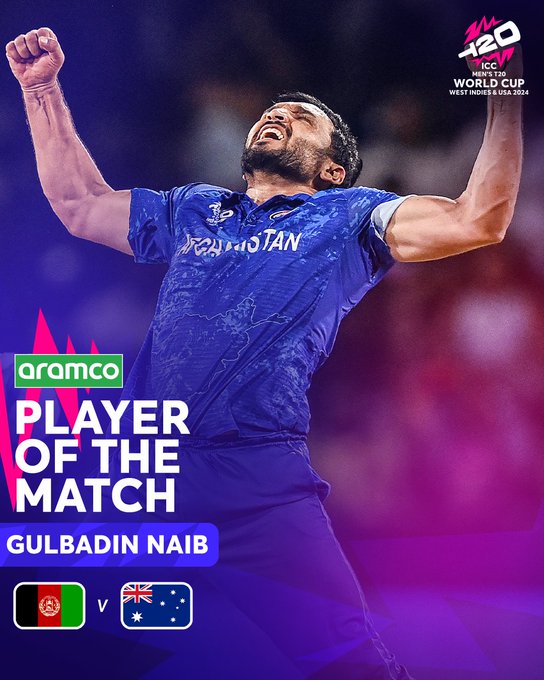 T20
ICC
MEN'S T20
WORLD CUP
WEST INDIES & USA 2024
AFGHANISTAN
aramco
PLAYER
OF THE
MATCH
GULBADIN NAIB
V